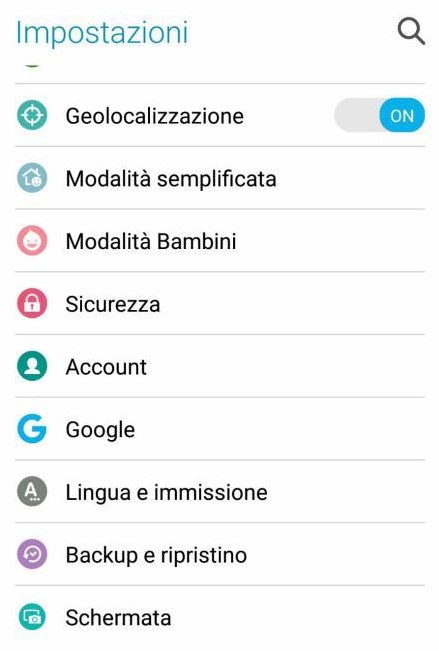 Impostazioni
Geolocalizzazione ON
Modalità semplificata
Modalità Bambini
Sicurezza
Account
Google
Lingua e immissione
Backup e ripristino
Schermata